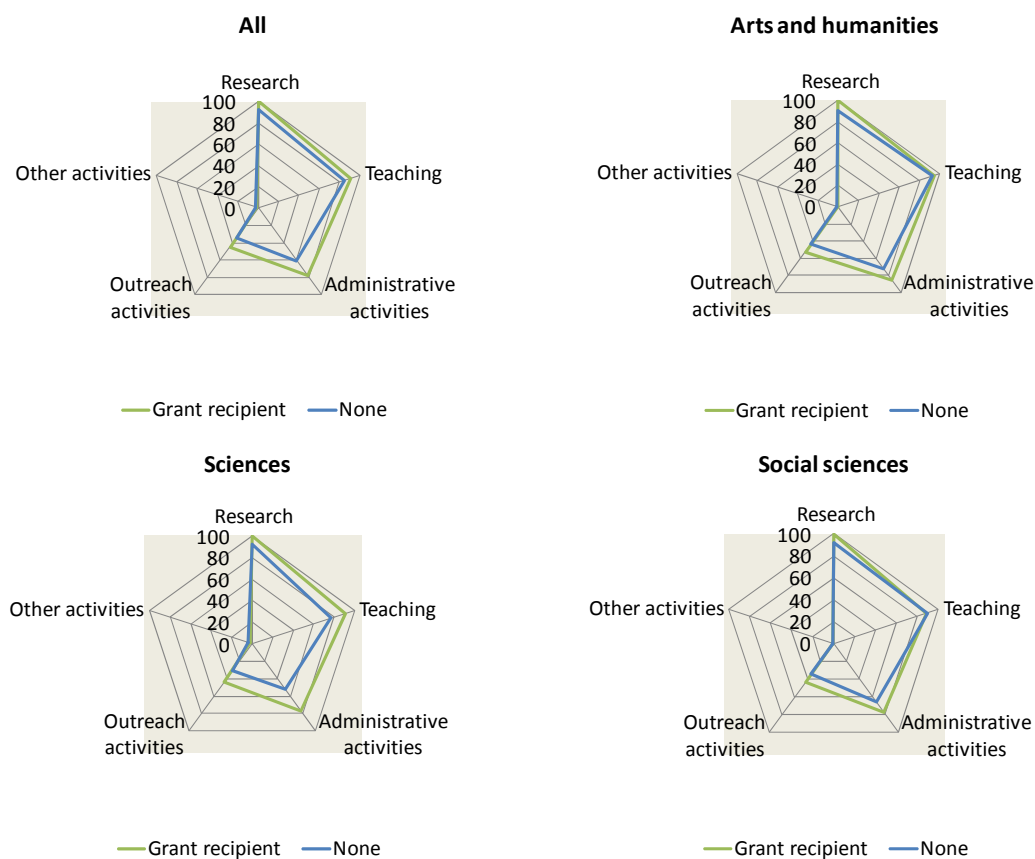 All
Research
100
80
60
40
20
0
Other activities
Teaching
Outreach
activities
Administrative
activities
Grant recipient
None
Arts and humanities
Research
100
80
60
40
20
0
Other activities
Teaching
Outreach
activities
Administrative
activities
Grant recipient
None
Sciences
Research
100
80
60
40
20
0
Other activities
Teaching
Outreach
activities
Administrative
activities
Grant recipient
None
Social sciences
Research
100
80
60
40
20
0
Other activities
Teaching
Outreach
activities
Administrative
activities
Grant recipient
None